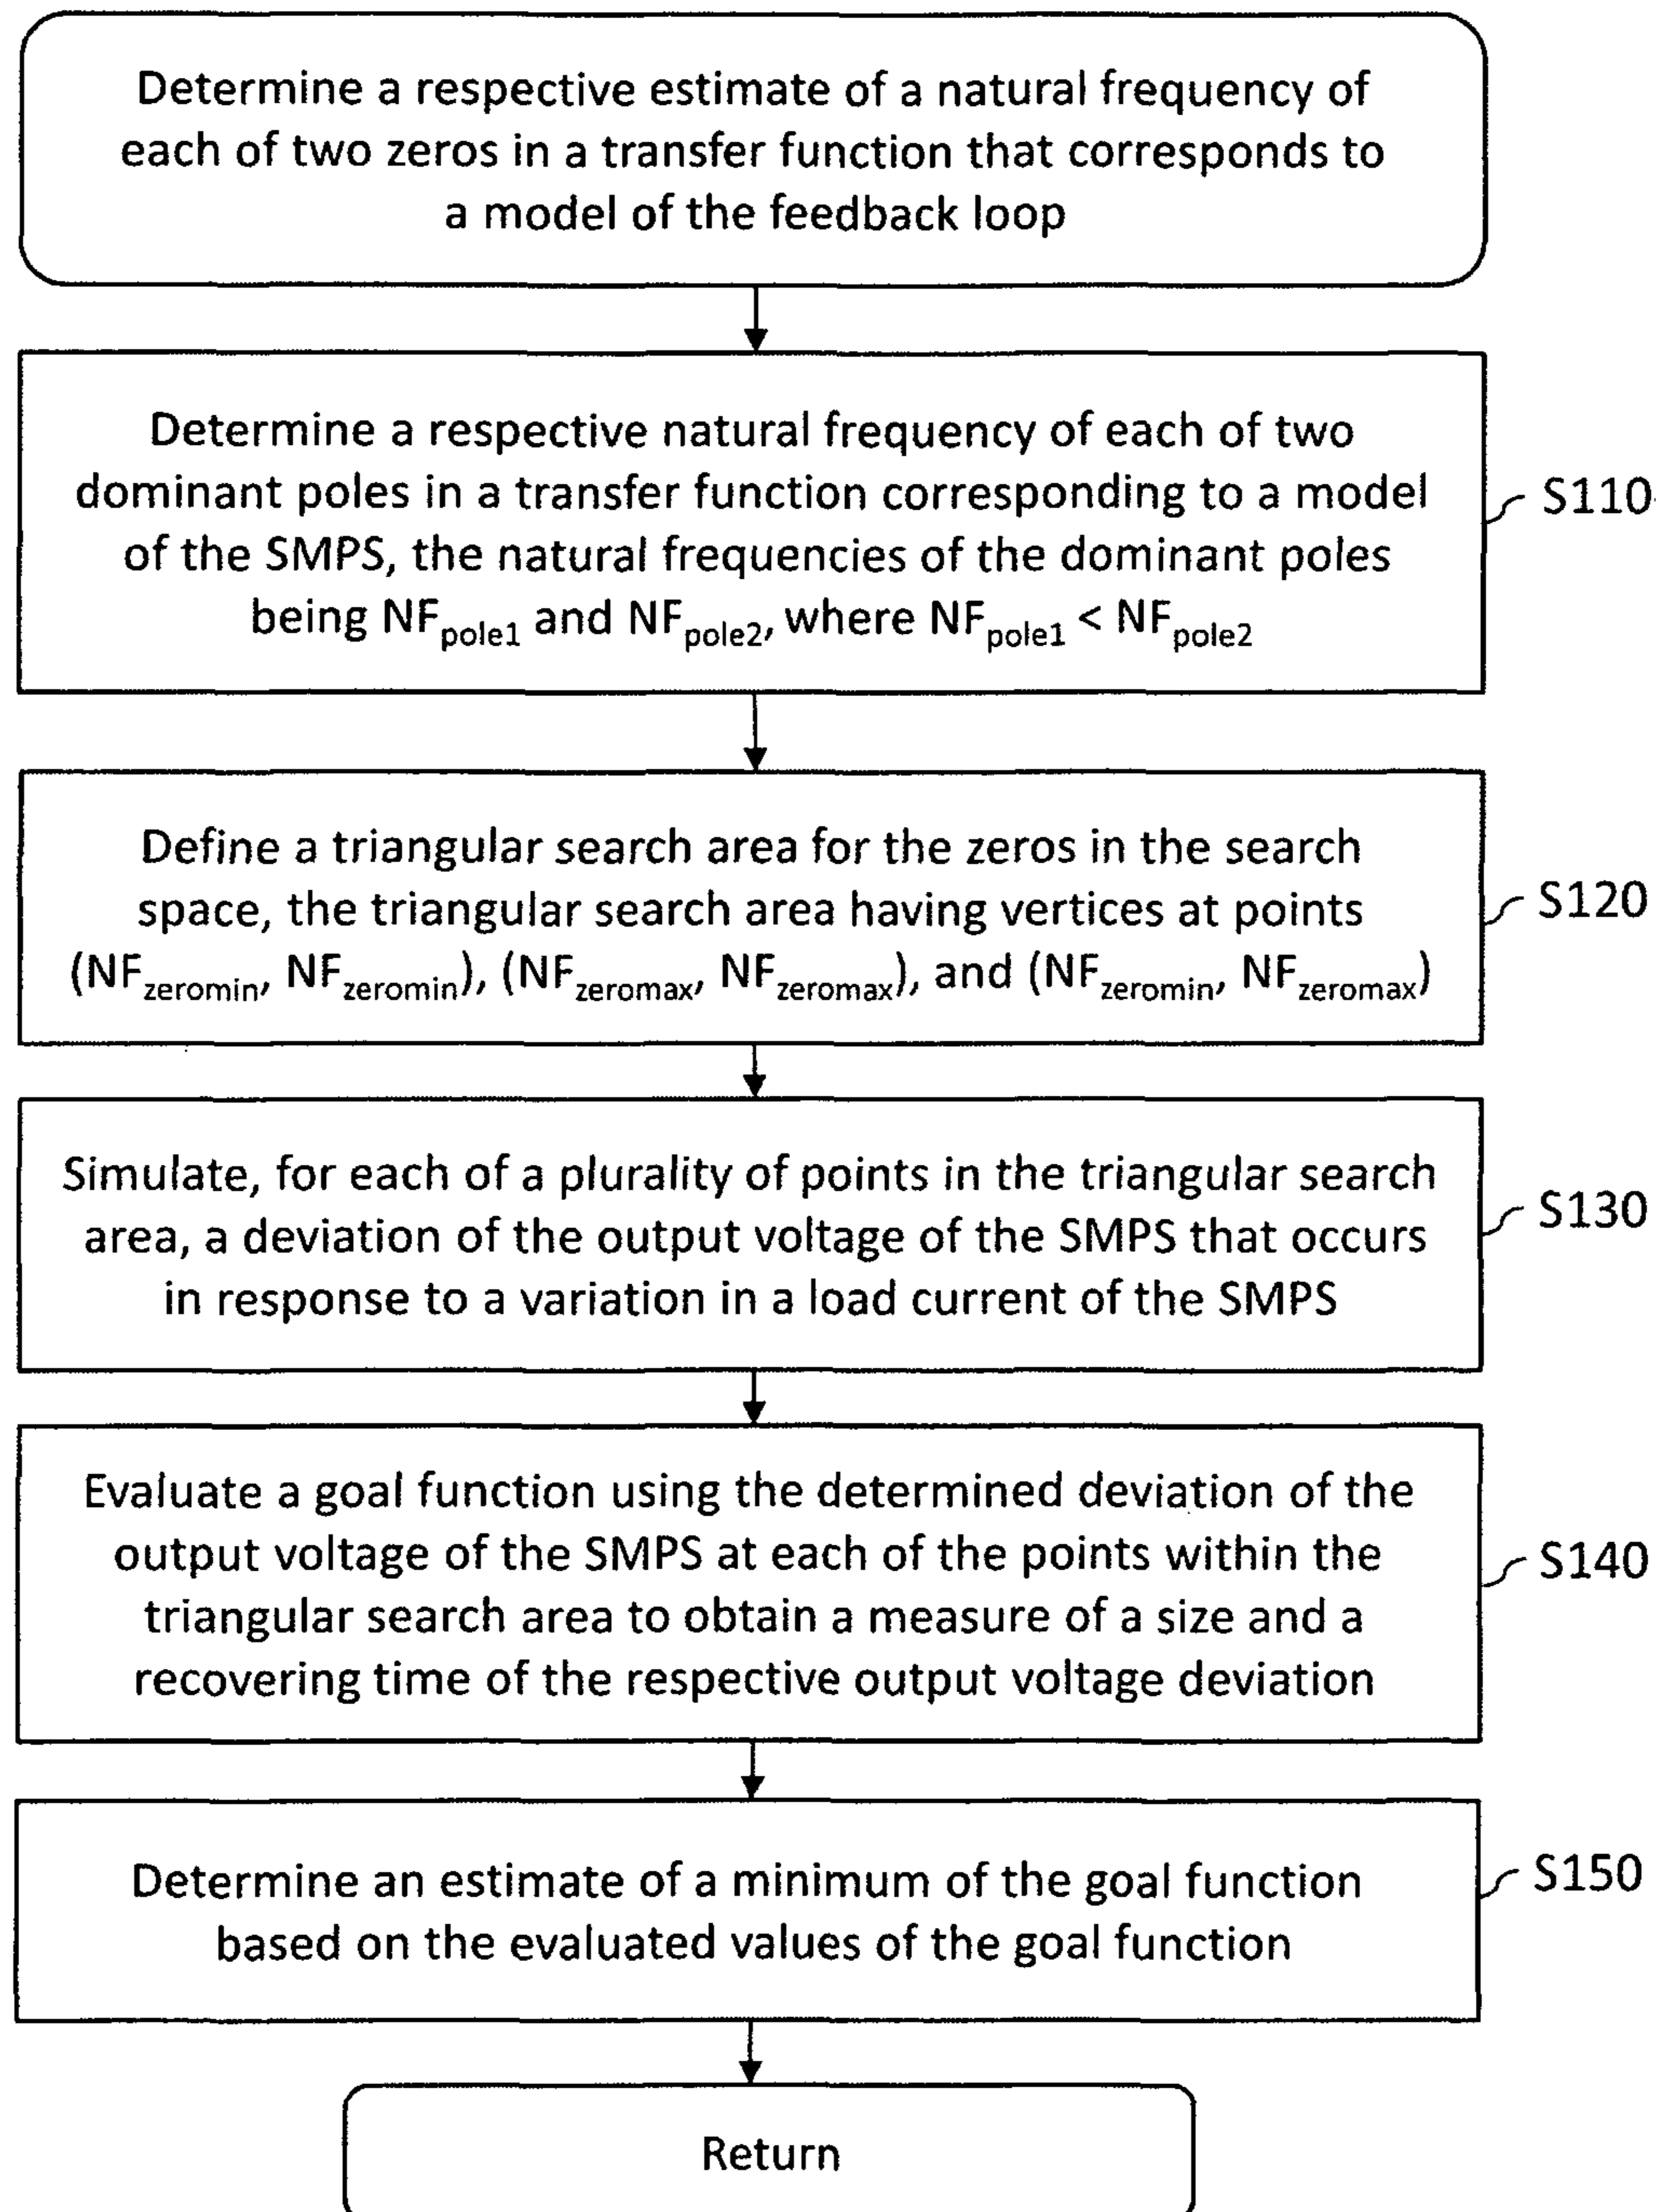 Determine a respective estimate of a natural frequency of
each of two zeros in a transfer function that corresponds to
a model of the feedback loop
Determine a respective natural frequency of each of two
dominant poles in a transfer function corresponding to a model
of the SMPS, the natural frequencies of the dominant poles
being NFpole1 and NFpole2, where NFpole1 < NFpole2
S110
Define a triangular search area for the zeros in the search
space, the triangular search area having vertices at points
(NFzeromin, NFzeromin), (NFzeromax, NFzeromax), and (NFzeromin, NFzeromax)
S120
Simulate, for each of a plurality of points in the triangular search
area, a deviation of the output voltage of the SMPS that occurs
in response to a variation in a load current of the SMPS
S130
Evaluate a goal function using the determined deviation of the
output voltage of the SMPS at each of the points within the
triangular search area to obtain a measure of a size and a
recovering time of the respective output voltage deviation
S140
Determine an estimate of a minimum of the goal function
based on the evaluated values of the goal function
S150
Return